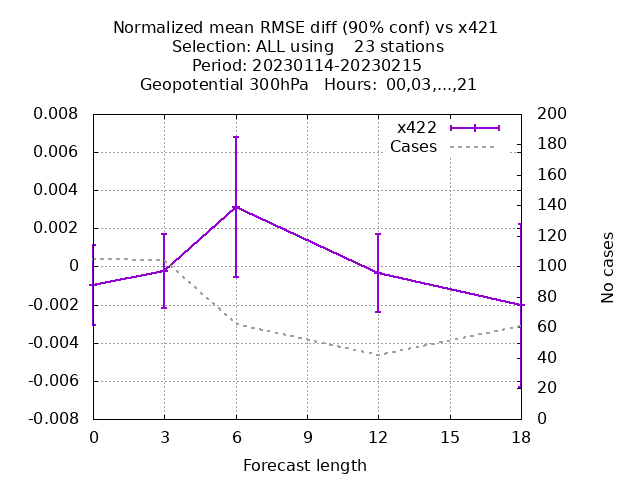 Normalized mean RMSE diff (90% conf) vs x421
Selection: ALL using    23 stations
Period: 20230114-20230215
Geopotential 300hPa   Hours:  00,03,...,21
x422
Cases
0.008
0.006
0.004
0.002
0
-0.002
-0.004
-0.006
-0.008
200
180
160
140
120
100
80
60
40
20
0
No cases
0 3 6 9 12 15 18
Forecast length